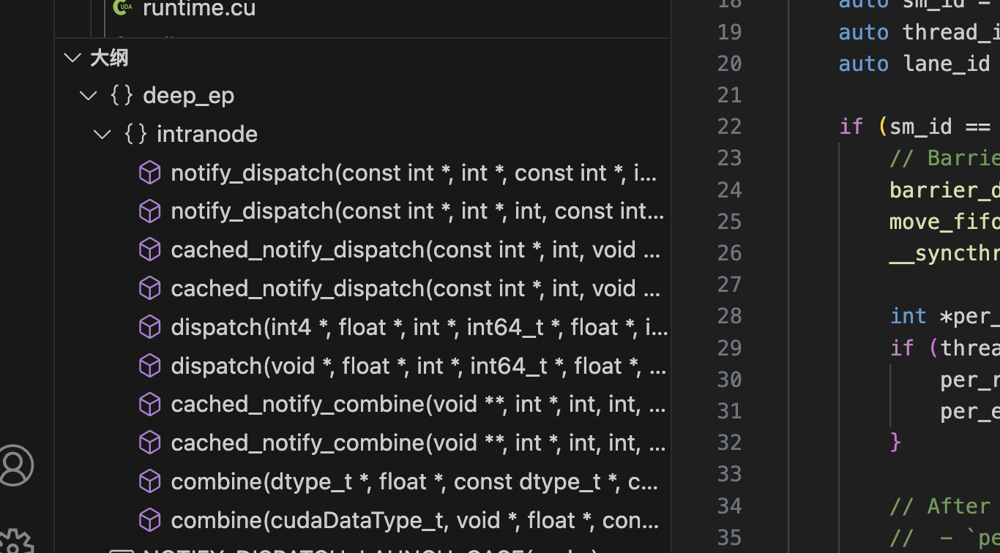 runtime.cu
大纲
deep_ep
intranode
notify_dispatch(const int *, int *, const int *, i...
notify_dispatch(const int *, int *, int, const int...
cached_notify_dispatch(const int *, int, void ...
cached_notify_dispatch(const int *, int, void ...
dispatch(int4 *, float *, int *, int64_t *, float *, i...
dispatch(void *, float *, int *, int64_t *, float *, ...
cached_notify_combine(void **, int *, int, int, ...
cached_notify_combine(void **, int *, int, int, ...
combine(dtype_t *, float *, const dtype_t *, c...
combine(cudaDataType_t, void *, float *, con...
18 auto sm_id =
19 auto thread_i
20 auto lane_id
21
22 if (sm_id ==
23 // Barrie
24 barrier_d
25 move_fifo
26 __syncthr
27
28 int *per_
29 if (threa
30 per_r
31 per_e
32 }
33
34 // After
35 // - `pe